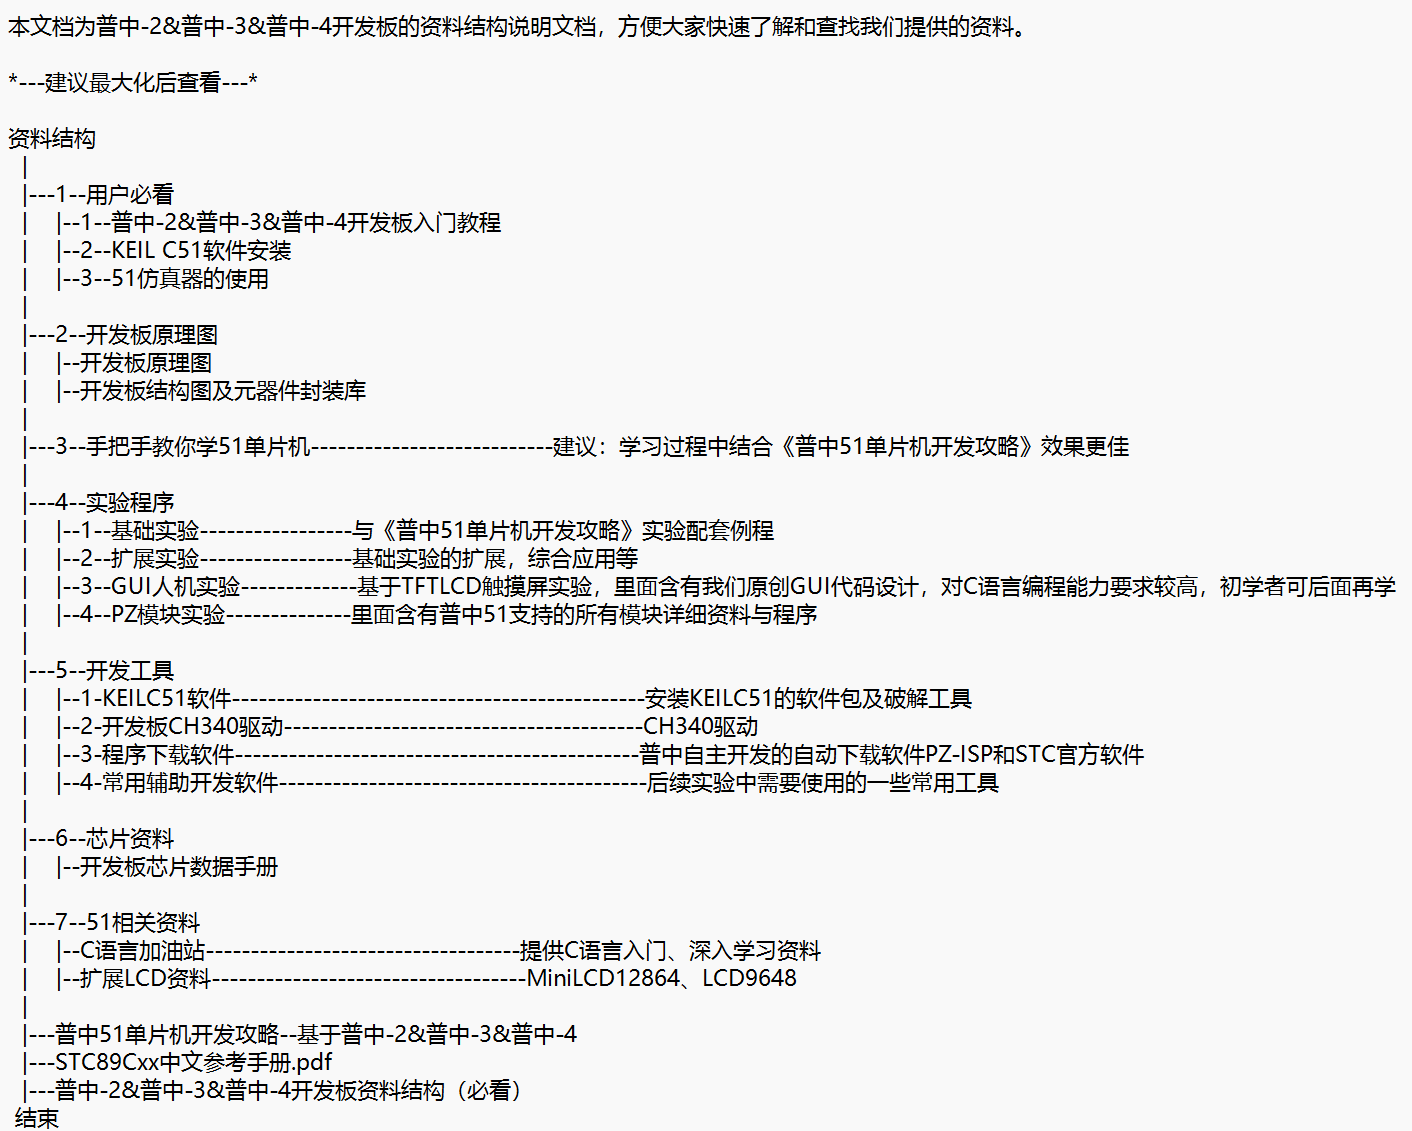 本文档为普中-2&普中-3&普中-4开发板的资料结构说明文档，方便大家快速了解和查找我们提供的资料。
*---建议最大化后查看---*
资料结构
|
|---1--用户必看
|    |--1--普中-2&普中-3&普中-4开发板入门教程
|    |--2--KEIL C51软件安装
|    |--3--51仿真器的使用
|
|---2--开发板原理图
|    |--开发板原理图
|    |--开发板结构图及元器件封装库
|
|---3--手把手教你学51单片机---------------------------建议：学习过程中结合《普中51单片机开发攻略》效果更佳
|
|---4--实验程序
|    |--1--基础实验-----------------与《普中51单片机开发攻略》实验配套例程
|    |--2--扩展实验-----------------基础实验的扩展，综合应用等
|    |--3--GUI人机实验-------------基于TFTLCD触摸屏实验，里面含有我们原创GUI代码设计，对C语言编程能力要求较高，初学者可后面再学
|    |--4--PZ模块实验--------------里面含有普中51支持的所有模块详细资料与程序
|
|---5--开发工具
|    |--1-KEILC51软件----------------------------------------------安装KEILC51的软件包及破解工具
|    |--2-开发板CH340驱动----------------------------------------CH340驱动
|    |--3-程序下载软件---------------------------------------------普中自主开发的自动下载软件PZ-ISP和STC官方软件
|    |--4-常用辅助开发软件-----------------------------------------后续实验中需要使用的一些常用工具
|
|---6--芯片资料
|    |--开发板芯片数据手册
|
|---7--51相关资料
|    |--C语言加油站-----------------------------------提供C语言入门、深入学习资料
|    |--扩展LCD资料-----------------------------------MiniLCD12864、LCD9648
|
|---普中51单片机开发攻略--基于普中-2&普中-3&普中-4
|---STC89Cxx中文参考手册.pdf
|---普中-2&普中-3&普中-4开发板资料结构（必看）
结束